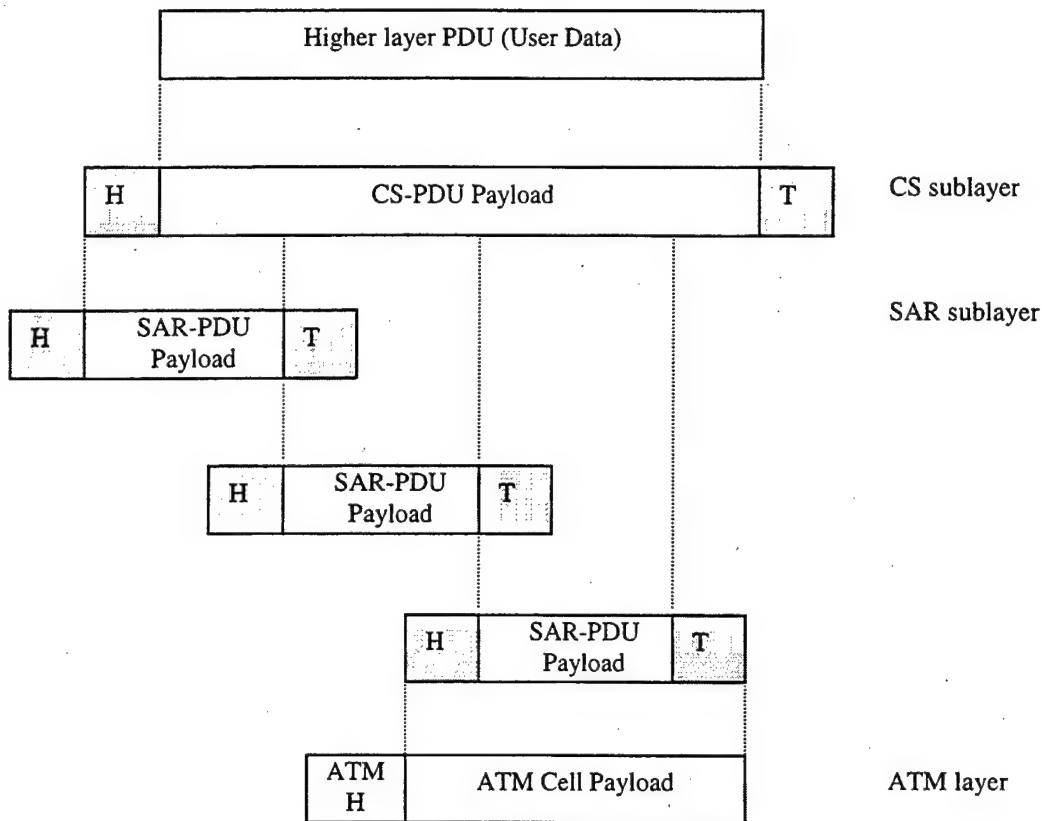 Higher layer PDU (User Data)
H
CS-PDU Payload
T
CS sublayer
SAR sublayer
H
SAR-PDU
Payload
T
H
SAR-PDU
Payload
T
H
SAR-PDU
Payload
T
ATM
H
ATM Cell Payload
ATM layer